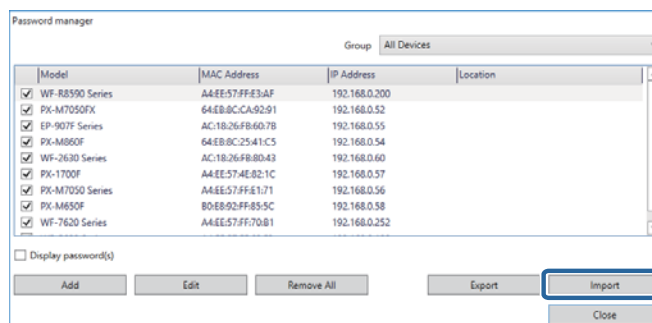 Password manager
Group All Devices
Model MAC Address IP Address Location
WF-R8590 Series A4:EE:57:FF:E3:AF 192.168.0.200
PX-M7050FX 64:EB:8C:CA:92:91 192.168.0.52
EP-907F Series AC:18:26:FB:60:7B 192.168.0.55
PX-M860F 64:EB:8C:25:41:C5 192.168.0.54
WF-2630 Series AC:18:26:FB:80:43 192.168.0.60
PX-1700F A4:EE:57:4E:82:1C 192.168.0.57
PX-M7050 Series A4:EE:57:FF:E1:71 192.168.0.56
PX-M650F B0:E8:92:FF:85:5C 192.168.0.58
WF-7620 Series A4:EE:57:FF:70:B1 192.168.0.252
Display password(s)
Add Edit Remove All Export Import
Close